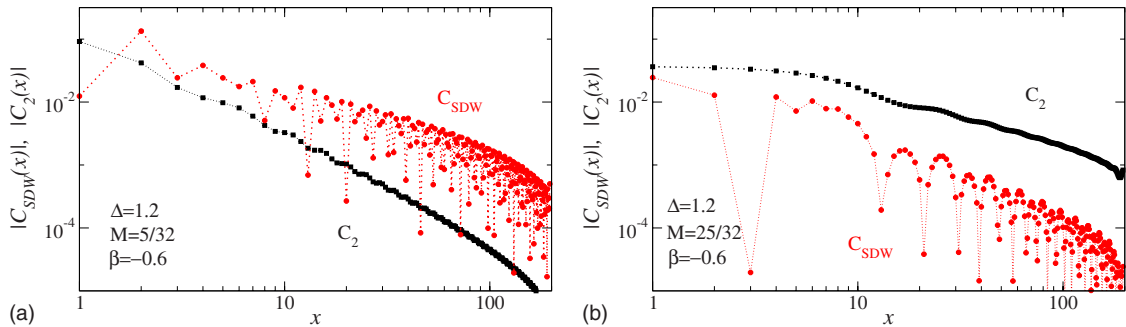 |C_SDW(x)|, |C_2(x)|
10^-2
10^-4
C_SDW
C_2
Δ=1.2
M=5/32
β=−0.6
1
10
100
x
(a)
|C_SDW(x)|, |C_2(x)|
10^-2
10^-4
C_2
C_SDW
Δ=1.2
M=25/32
β=−0.6
1
10
100
x
(b)